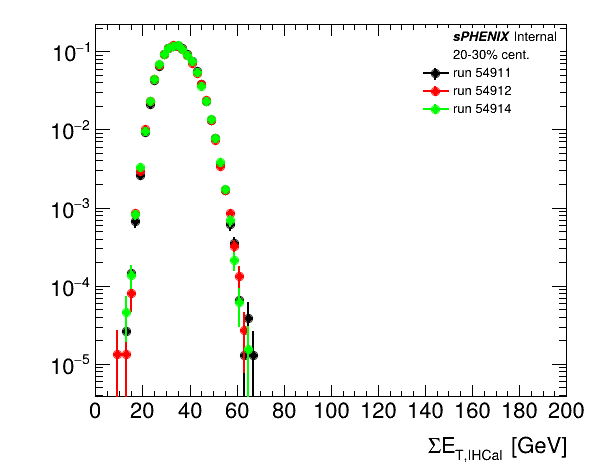 sPHENIX Internal
20-30% cent.
run 54911
run 54912
run 54914
10⁻¹
10⁻²
10⁻³
10⁻⁴
10⁻⁵
0 20 40 60 80 100 120 140 160 180 200
ΣE_T,IHCal [GeV]